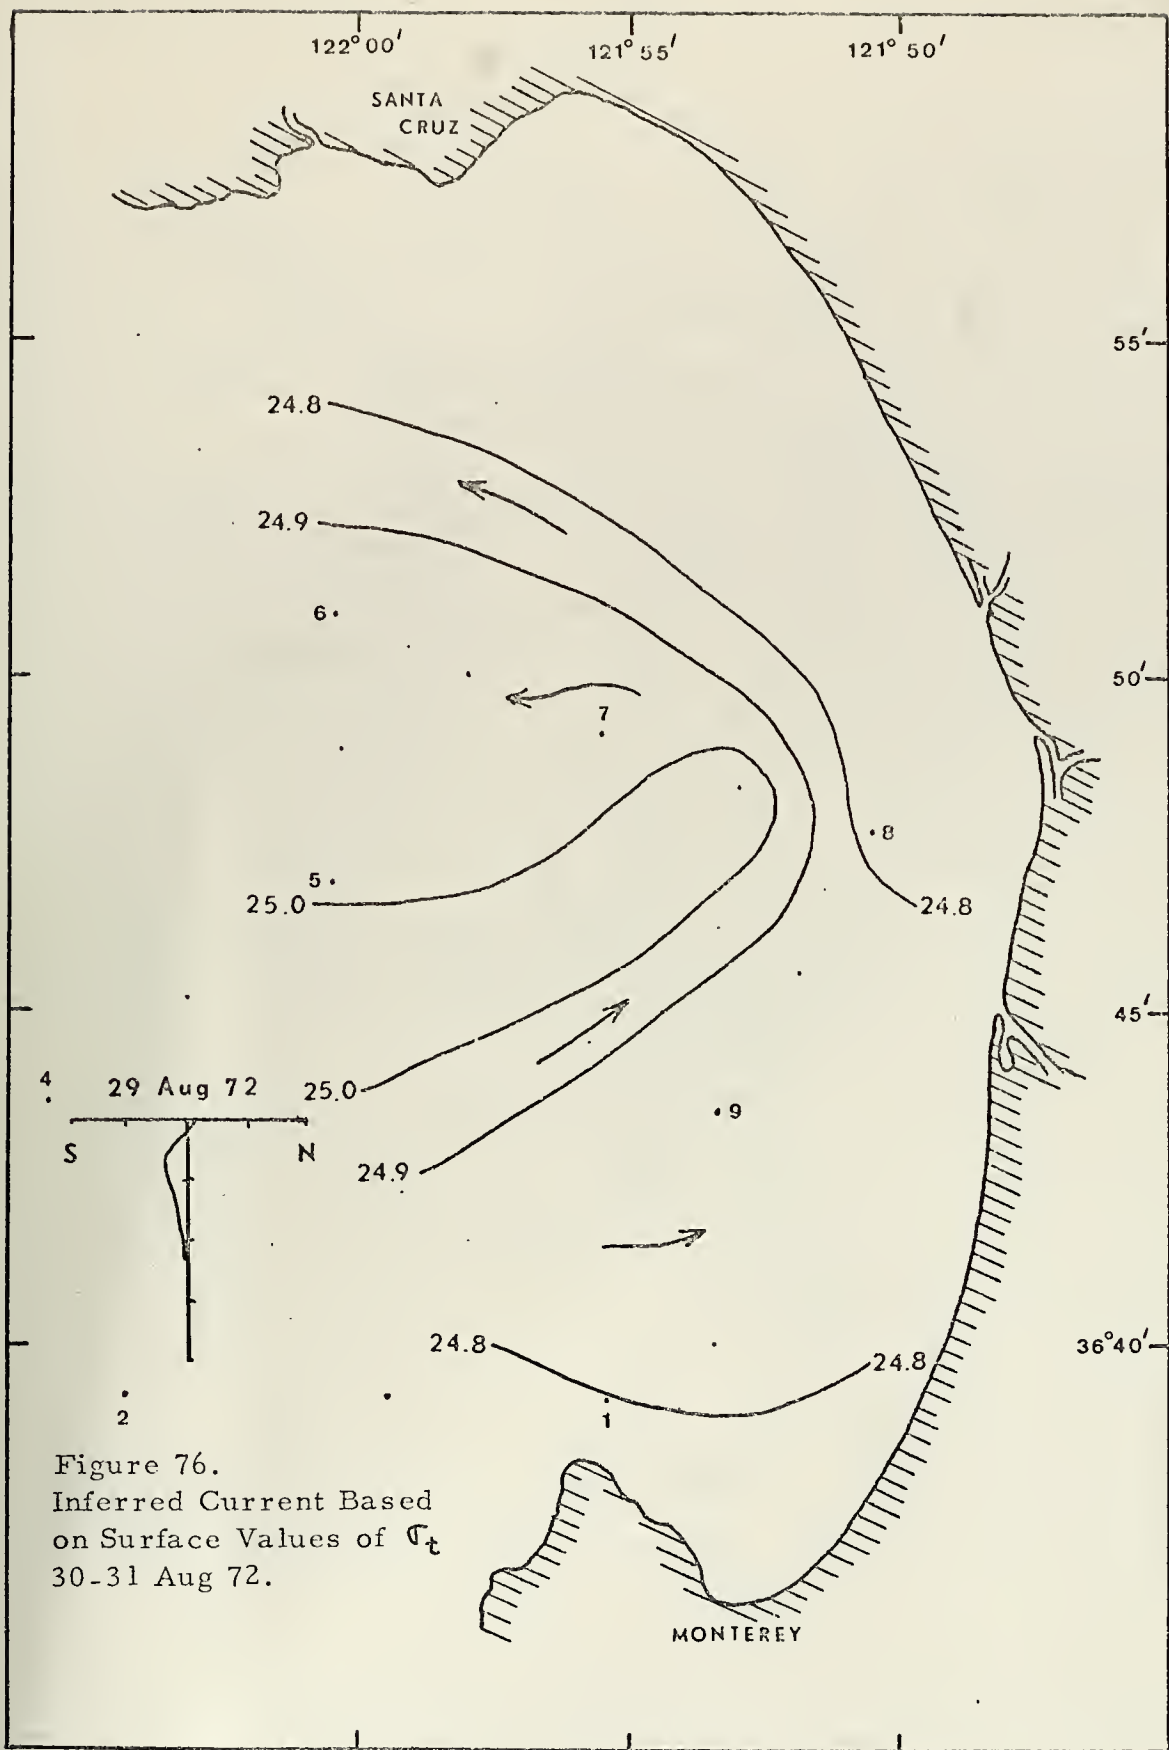 122°00′ 121°55′ 121°50′
SANTA
CRUZ
55′
24.8
24.9
6
50′
7
8
5
25.0
24.8
45′
4
29 Aug 72
25.0
9
S
N
24.9
24.8
36°40′
24.8
2
1
Figure 76.
Inferred Current Based
on Surface Values of σt
30-31 Aug 72.
MONTEREY